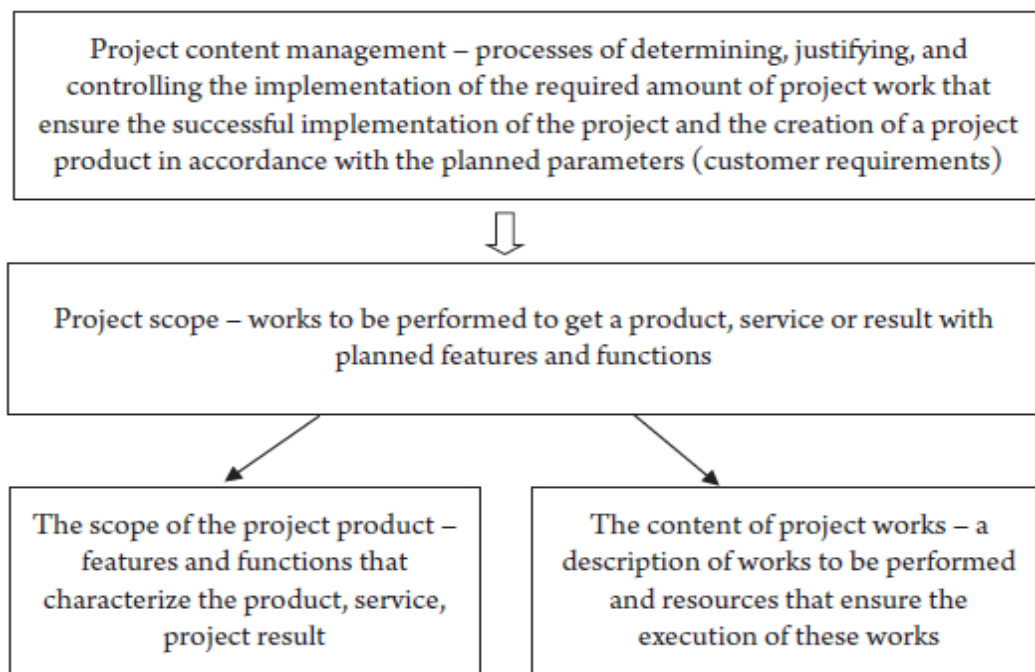 Project content management – processes of determining, justifying, and
controlling the implementation of the required amount of project work that
ensure the successful implementation of the project and the creation of a project
product in accordance with the planned parameters (customer requirements)
Project scope – works to be performed to get a product, service or result with
planned features and functions
The scope of the project product –
features and functions that
characterize the product, service,
project result
The content of project works – a
description of works to be performed
and resources that ensure the
execution of these works